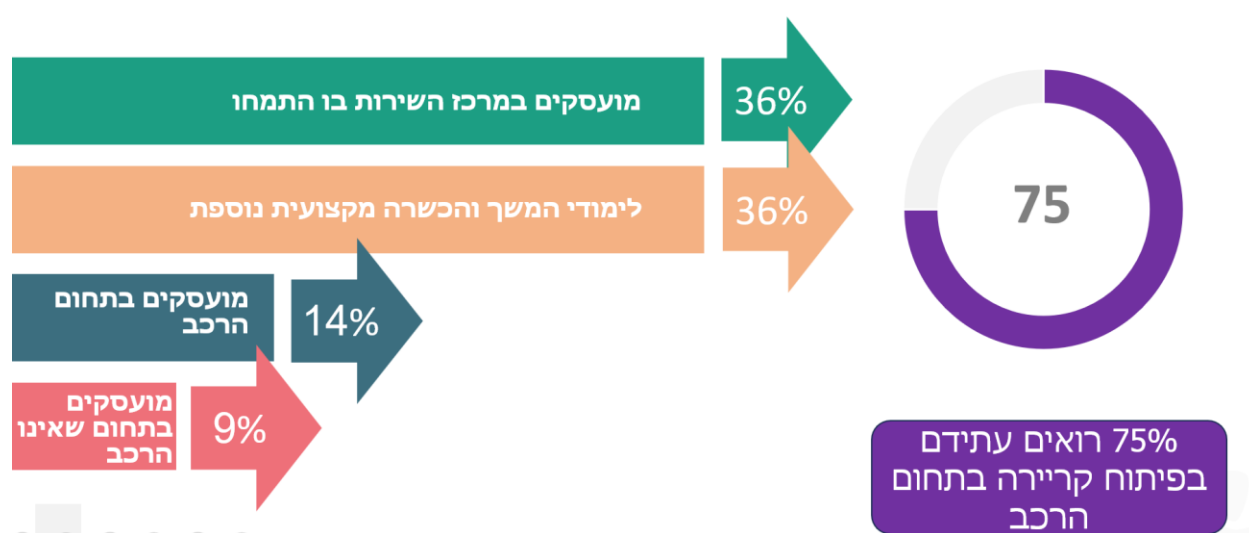 מועסקים במרכז השירות בו התמחו
36%
לימודי המשך והכשרה מקצועית נוספת
36%
מועסקים בתחום
הרכב
14%
מועסקים
בתחום שאינו
הרכב
9%
75
75% רואים עתידם
בפיתוח קריירה בתחום
הרכב